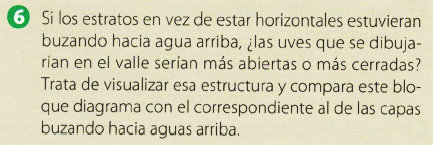 6 Si los estratos en vez de estar horizontales estuvieran
buzando hacia agua arriba, ¿las uves que se dibuja-
rían en el valle serían más abiertas o más cerradas?
Trata de visualizar esa estructura y compara este blo-
que diagrama con el correspondiente al de las capas
buzando hacia aguas arriba.